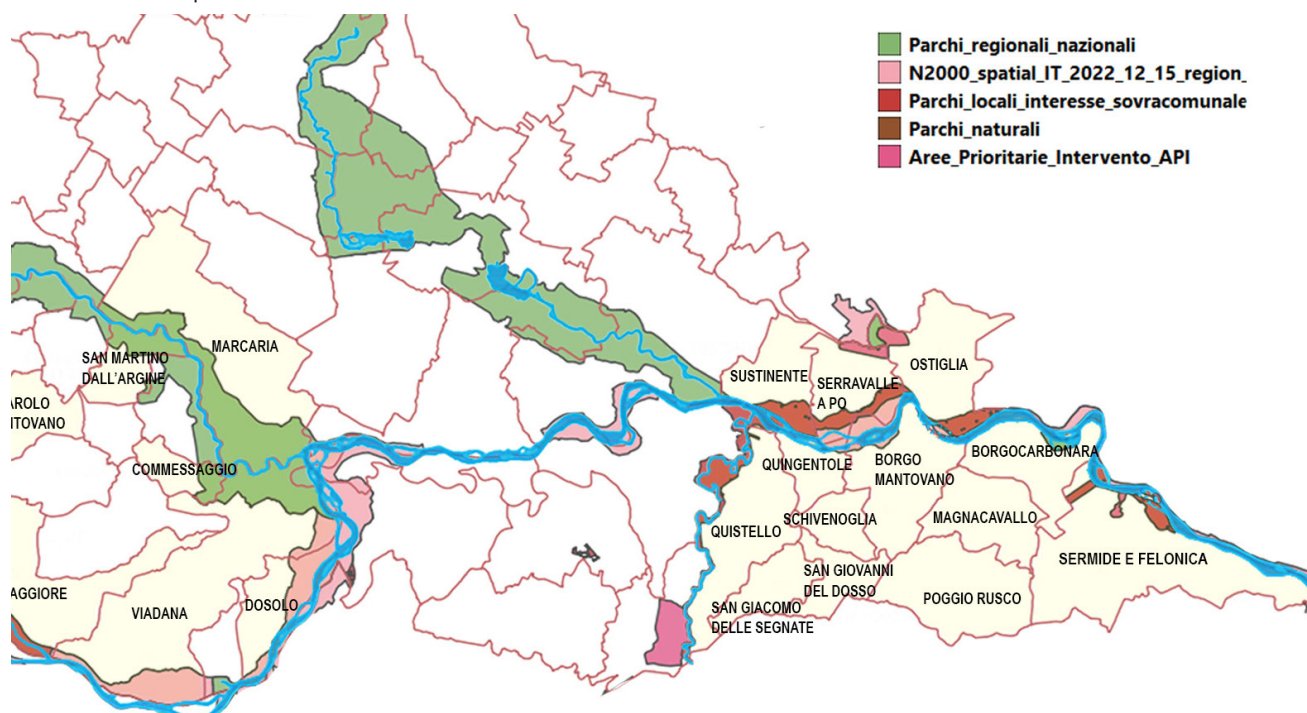 Parchi_regionali_nazionali
N2000_spatial_IT_2022_12_15_region_
Parchi_locali_interesse_sovracomunale
Parchi_naturali
Aree_Prioritarie_Intervento_API
MARCARIA
SAN MARTINO
DALL'ARGINE
OSTIGLIA
SUSTINENTE
SERRAVALLE
A PO
AROLO
NTOVANO
COMMESSAGGIO
QUINGENTOLE
BORGO
MANTOVANO
BORGOCARBONARA
QUISTELLO
SCHIVENOGLIA
MAGNACAVALLO
SERMIDE E FELONICA
SAN GIOVANNI
DEL DOSSO
POGGIO RUSCO
AGGIORE
VIADANA
DOSOLO
SAN GIACOMO
DELLE SEGNATE